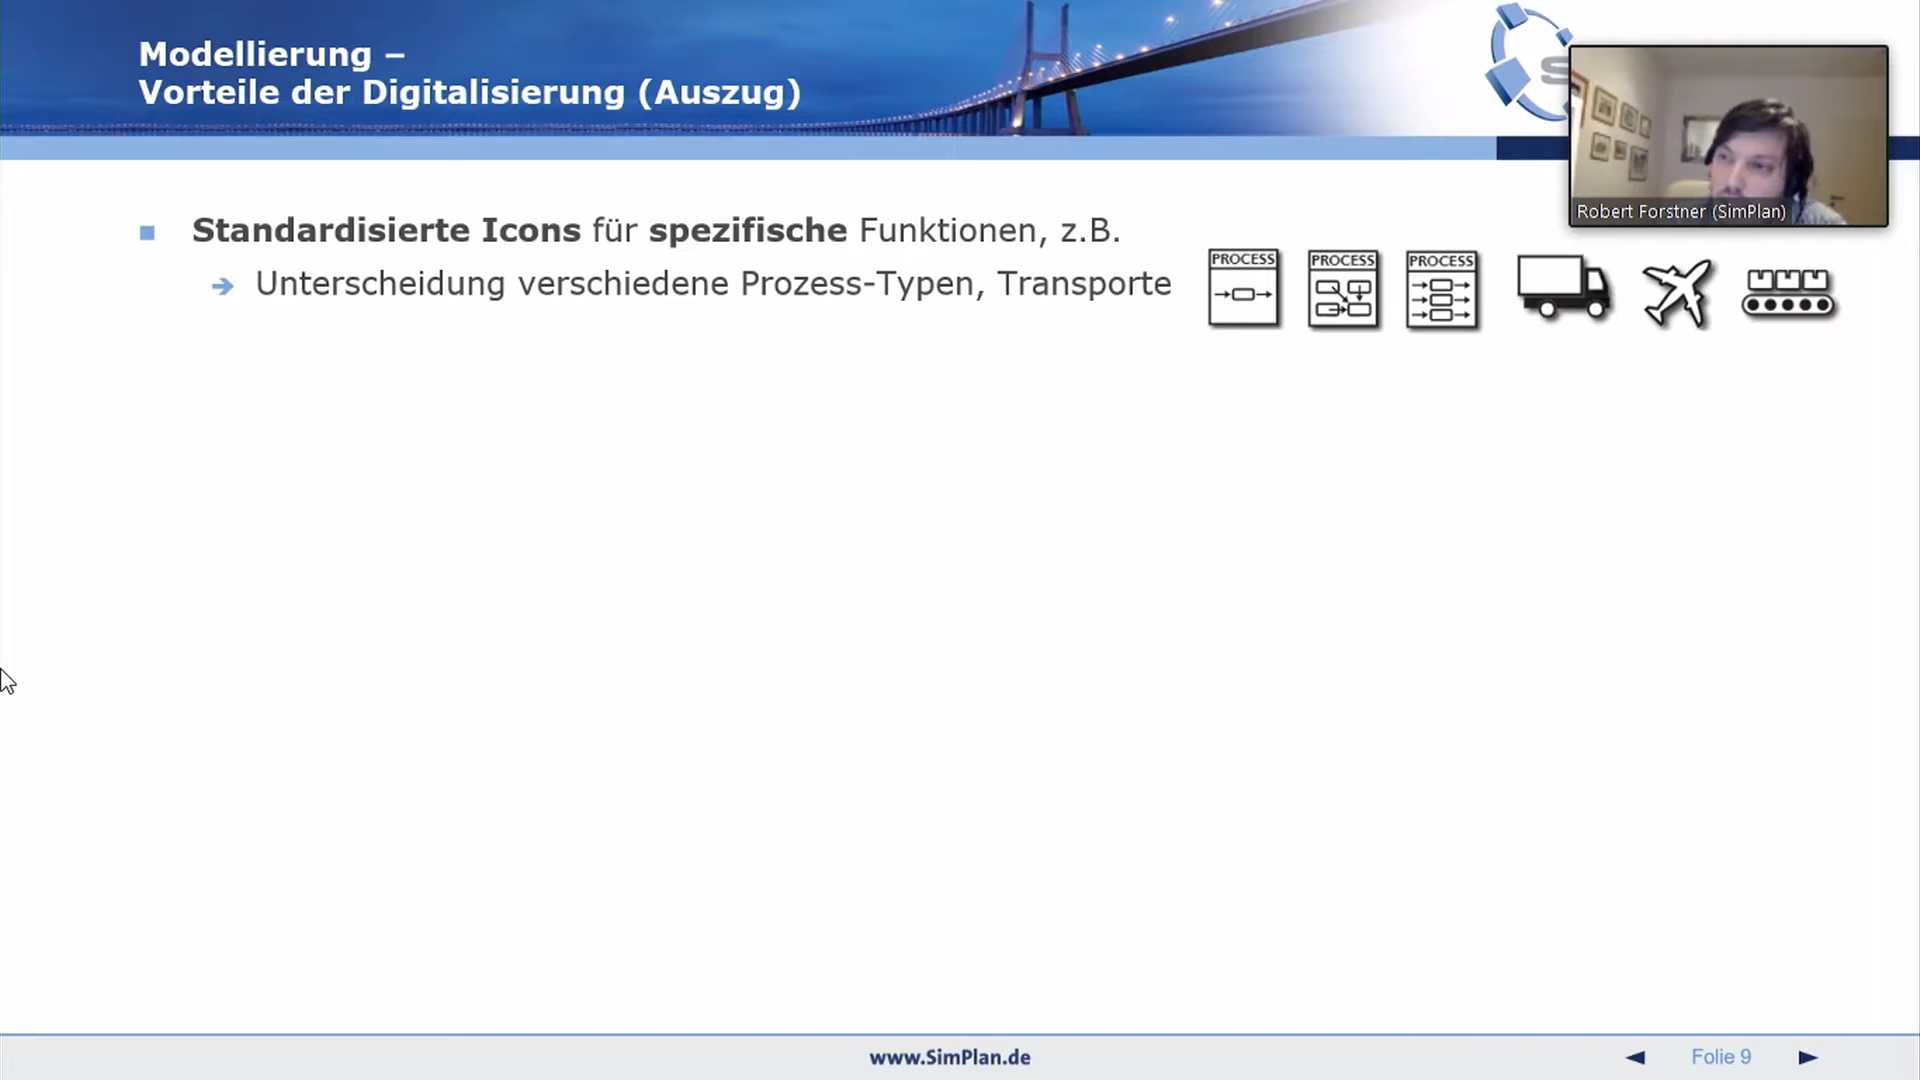 Modellierung –
Vorteile der Digitalisierung (Auszug)
S
Robert Forstner (SimPlan)
Standardisierte Icons für spezifische Funktionen, z.B.
Unterscheidung verschiedene Prozess-Typen, Transporte
PROCESS
PROCESS
PROCESS
www.SimPlan.de
Folie 9